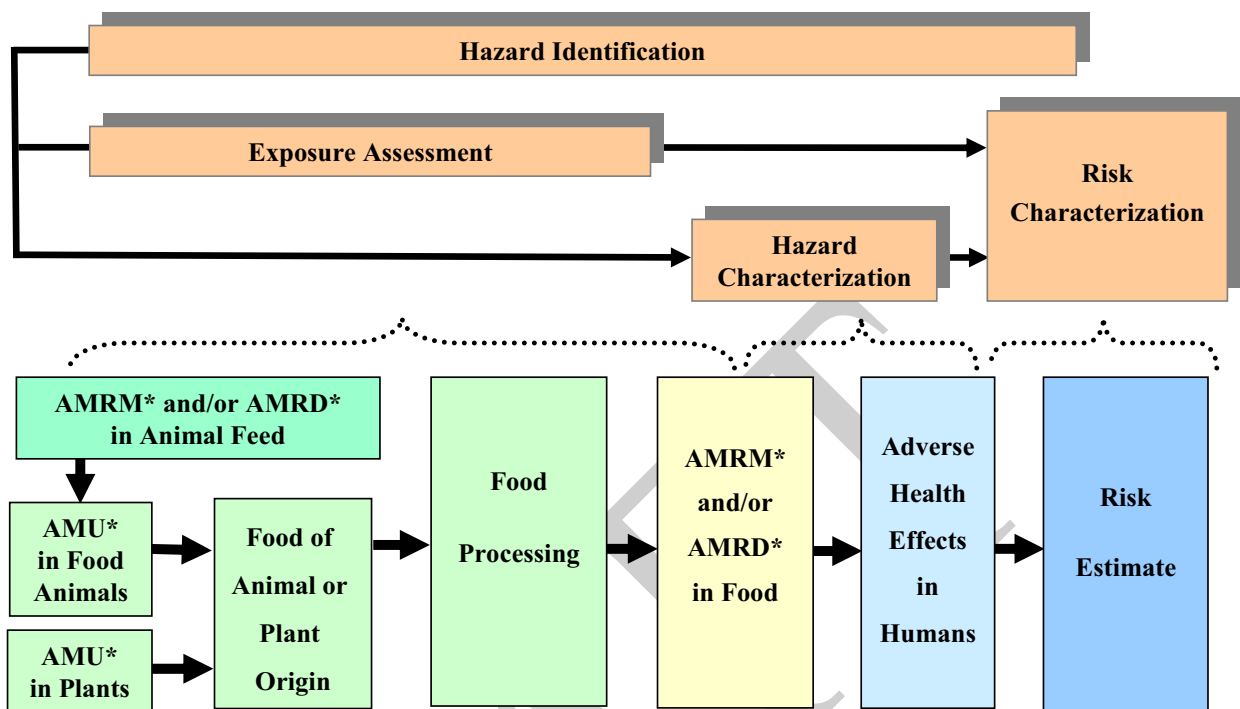 Hazard Identification
Exposure Assessment
Risk
Characterization
Hazard
Characterization
AMRM* and/or AMRD*
in Animal Feed
AMU*
in Food
Animals
AMU*
in Plants
Food of
Animal or
Plant
Origin
Food
Processing
AMRM*
and/or
AMRD*
in Food
Adverse
Health
Effects
in
Humans
Risk
Estimate